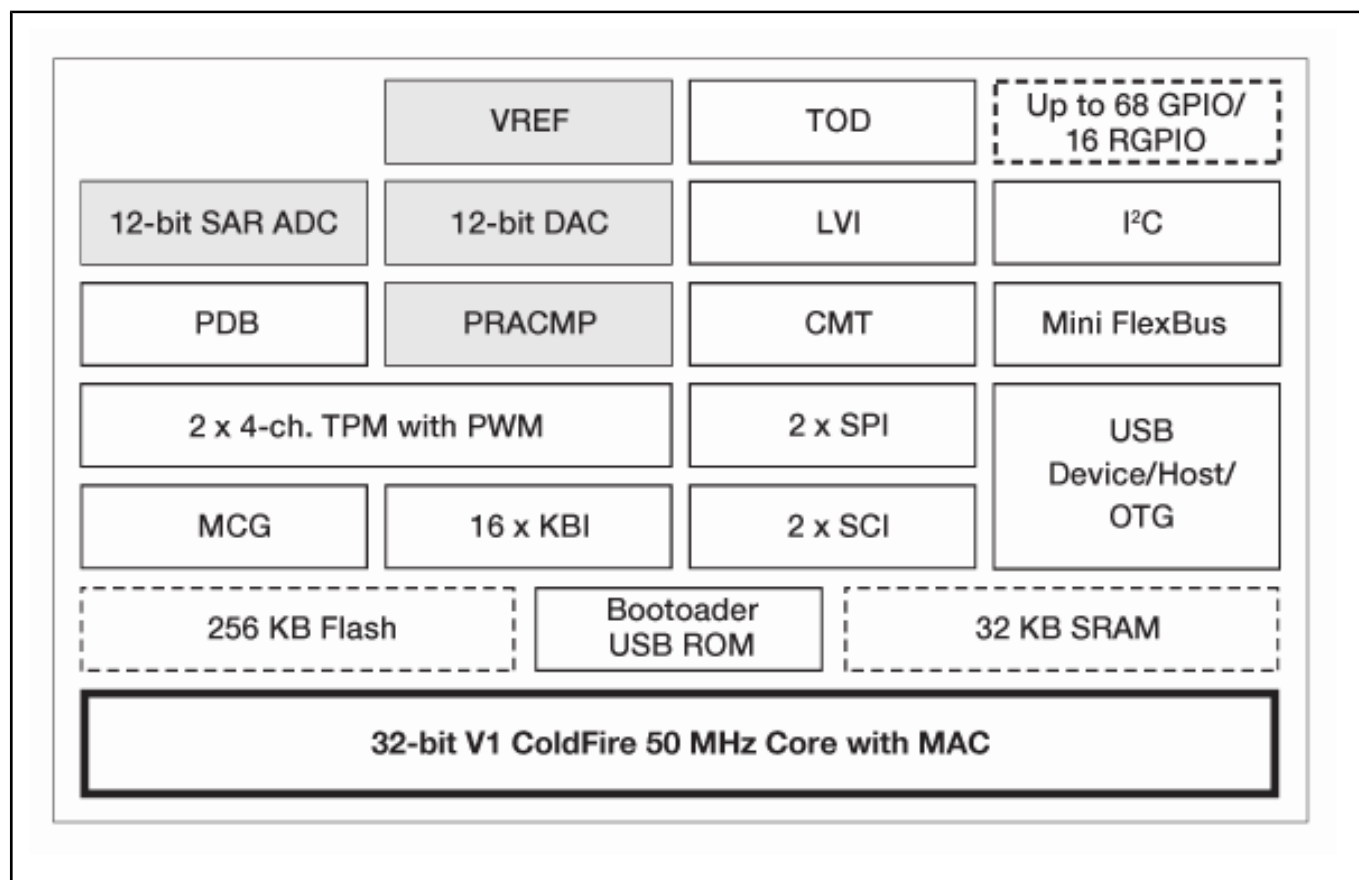 VREF
TOD
Up to 68 GPIO/
16 RGPIO
12-bit SAR ADC
12-bit DAC
LVI
I²C
PDB
PRACMP
CMT
Mini FlexBus
2 x 4-ch. TPM with PWM
2 x SPI
USB
Device/Host/
OTG
MCG
16 x KBI
2 x SCI
256 KB Flash
Bootoader
USB ROM
32 KB SRAM
32-bit V1 ColdFire 50 MHz Core with MAC